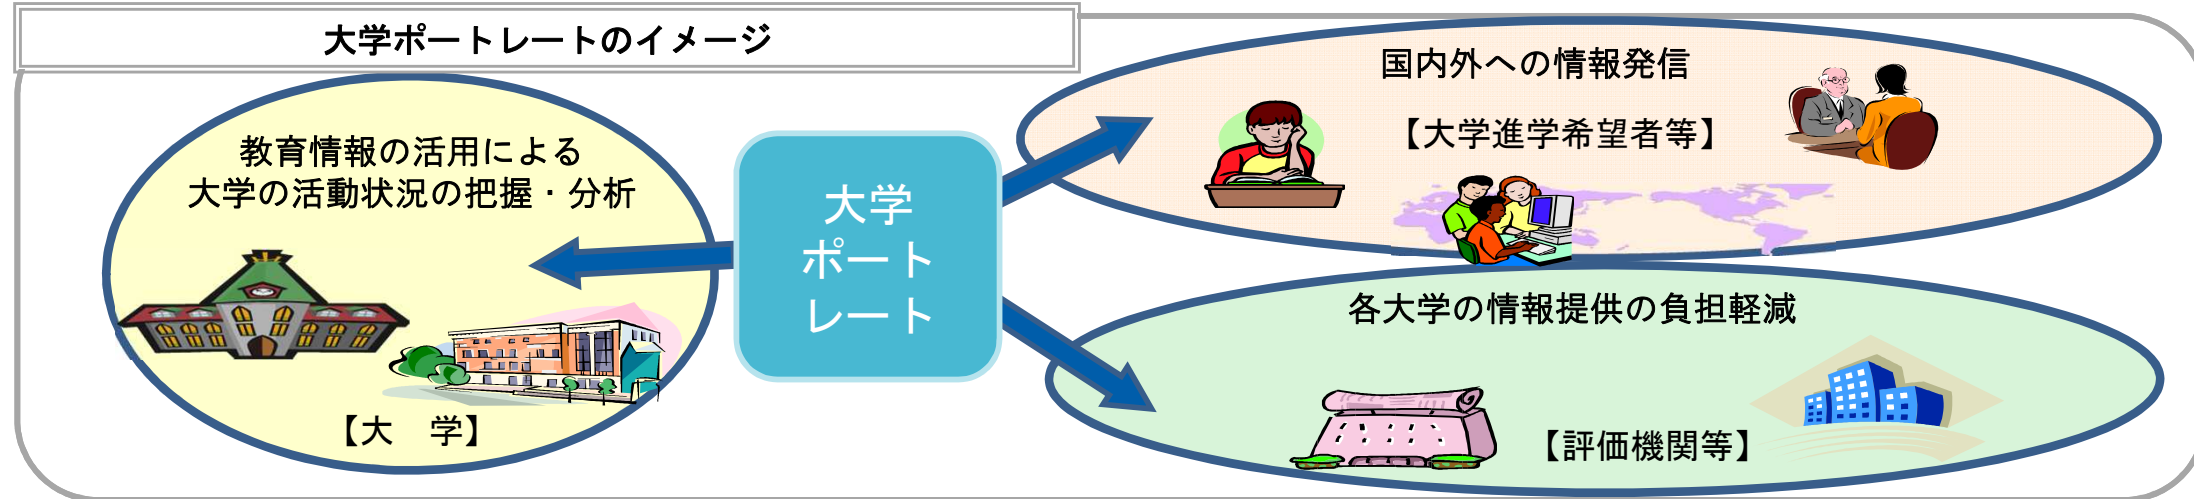 大学ポートレートのイメージ
教育情報の活用による
大学の活動状況の把握・分析
【大　学】
大学
ポート
レート
国内外への情報発信
【大学進学希望者等】
各大学の情報提供の負担軽減
【評価機関等】